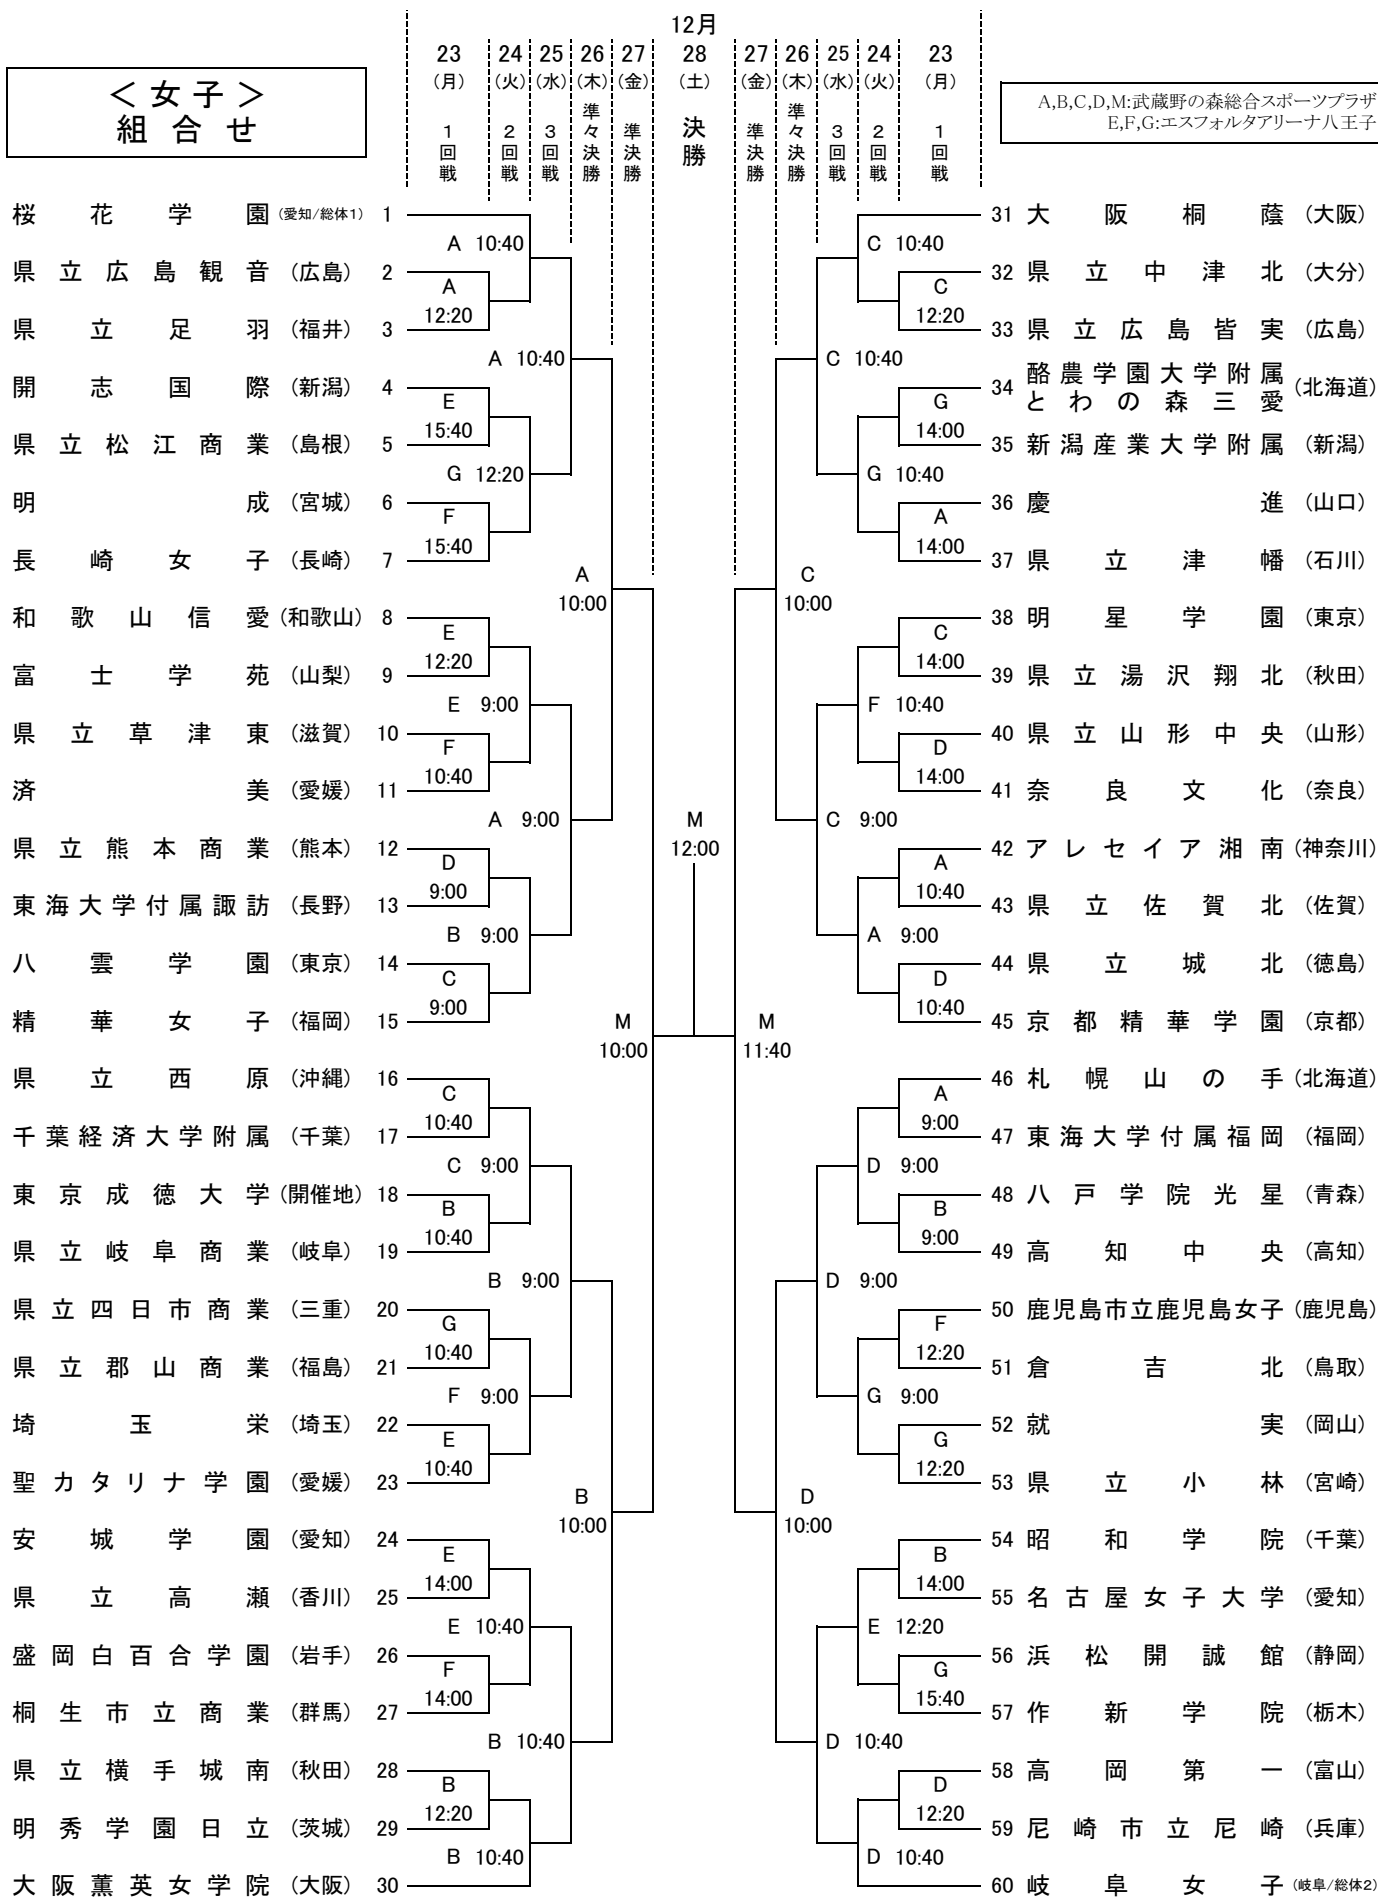 12月
23 24 25 26 27 28 27 26 25 24 23
(月) (火) (水) (木) (金) (土) (金) (木) (水) (火) (月)
1回戦 2回戦 3回戦 準々決勝 準決勝 決勝 準決勝 準々決勝 3回戦 2回戦 1回戦
＜女子＞
組合せ
A,B,C,D,M:武蔵野の森総合スポーツプラザ
E,F,G:エスフォルタアリーナ八王子
桜花学園 (愛知/総体1) 1
県立広島観音 (広島) 2
県立足羽 (福井) 3
開志国際 (新潟) 4
県立松江商業 (島根) 5
明成 (宮城) 6
長崎女子 (長崎) 7
和歌山信愛 (和歌山) 8
富士学苑 (山梨) 9
県立草津東 (滋賀) 10
済美 (愛媛) 11
県立熊本商業 (熊本) 12
東海大学付属諏訪 (長野) 13
八雲学園 (東京) 14
精華女子 (福岡) 15
県立西原 (沖縄) 16
千葉経済大学附属 (千葉) 17
東京成徳大学 (開催地) 18
県立岐阜商業 (岐阜) 19
県立四日市商業 (三重) 20
県立郡山商業 (福島) 21
埼玉栄 (埼玉) 22
聖カタリナ学園 (愛媛) 23
安城学園 (愛知) 24
県立高瀬 (香川) 25
盛岡白百合学園 (岩手) 26
桐生市立商業 (群馬) 27
県立横手城南 (秋田) 28
明秀学園日立 (茨城) 29
大阪薫英女学院 (大阪) 30
A 12:20
E 15:40
F 15:40
E 12:20
F 10:40
D 9:00
C 9:00
C 10:40
B 10:40
G 10:40
E 10:40
E 14:00
F 14:00
B 12:20
A 10:40
G 12:20
E 9:00
B 9:00
C 9:00
F 9:00
E 10:40
B 10:40
A 10:40
A 9:00
B 9:00
B 10:40
A 10:00
B 10:00
M 10:00
M 12:00
M 11:40
C 10:00
D 10:00
C 10:40
C 9:00
D 9:00
D 10:40
C 10:40
G 10:40
F 10:40
A 9:00
D 9:00
G 9:00
E 12:20
D 10:40
C 12:20
G 14:00
A 14:00
C 14:00
D 14:00
A 10:40
D 10:40
A 9:00
B 9:00
F 12:20
G 12:20
B 14:00
G 15:40
D 12:20
31 大阪桐蔭 (大阪)
32 県立中津北 (大分)
33 県立広島皆実 (広島)
34 酪農学園大学附属
とわの森三愛 (北海道)
35 新潟産業大学附属 (新潟)
36 慶進 (山口)
37 県立津幡 (石川)
38 明星学園 (東京)
39 県立湯沢翔北 (秋田)
40 県立山形中央 (山形)
41 奈良文化 (奈良)
42 アレセイア湘南 (神奈川)
43 県立佐賀北 (佐賀)
44 県立城北 (徳島)
45 京都精華学園 (京都)
46 札幌山の手 (北海道)
47 東海大学付属福岡 (福岡)
48 八戸学院光星 (青森)
49 高知中央 (高知)
50 鹿児島市立鹿児島女子 (鹿児島)
51 倉吉北 (鳥取)
52 就実 (岡山)
53 県立小林 (宮崎)
54 昭和学院 (千葉)
55 名古屋女子大学 (愛知)
56 浜松開誠館 (静岡)
57 作新学院 (栃木)
58 高岡第一 (富山)
59 尼崎市立尼崎 (兵庫)
60 岐阜女子 (岐阜/総体2)